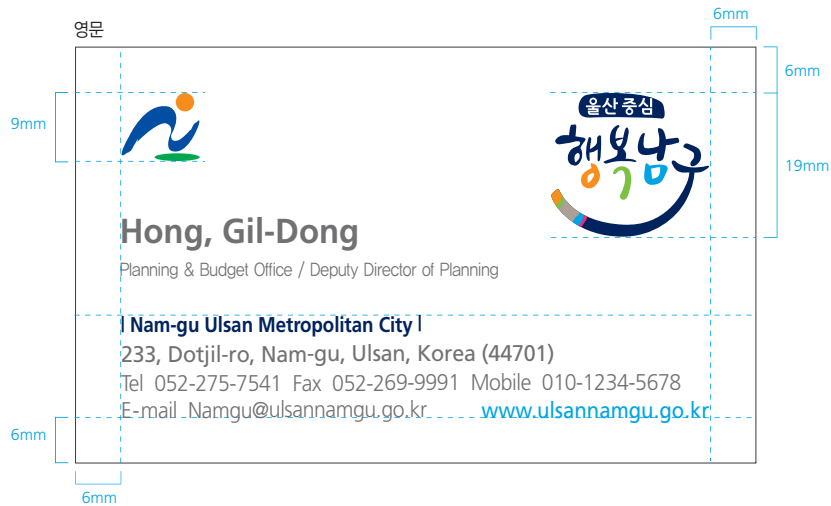 영문
6mm
6mm
9mm
울산 중심
행복남구
19mm
Hong, Gil-Dong
Planning & Budget Office / Deputy Director of Planning
| Nam-gu Ulsan Metropolitan City |
233, Dotjil-ro, Nam-gu, Ulsan, Korea (44701)
Tel 052-275-7541 Fax 052-269-9991 Mobile 010-1234-5678
E-mail Namgu@ulsannamgu.go.kr www.ulsannamgu.go.kr
6mm
6mm